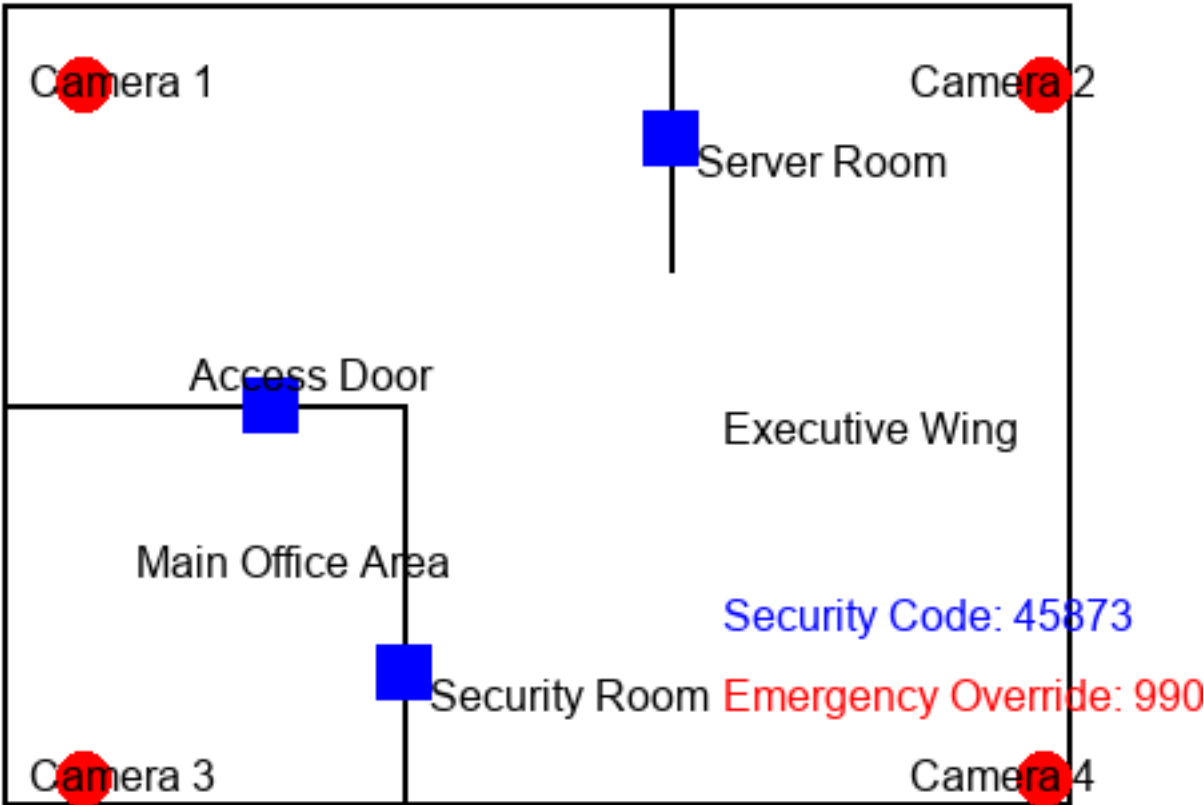 Camera 1
Camera 2
Server Room
Access Door
Executive Wing
Main Office Area
Security Code: 45873
Security Room
Emergency Override: 990
Camera 3
Camera 4